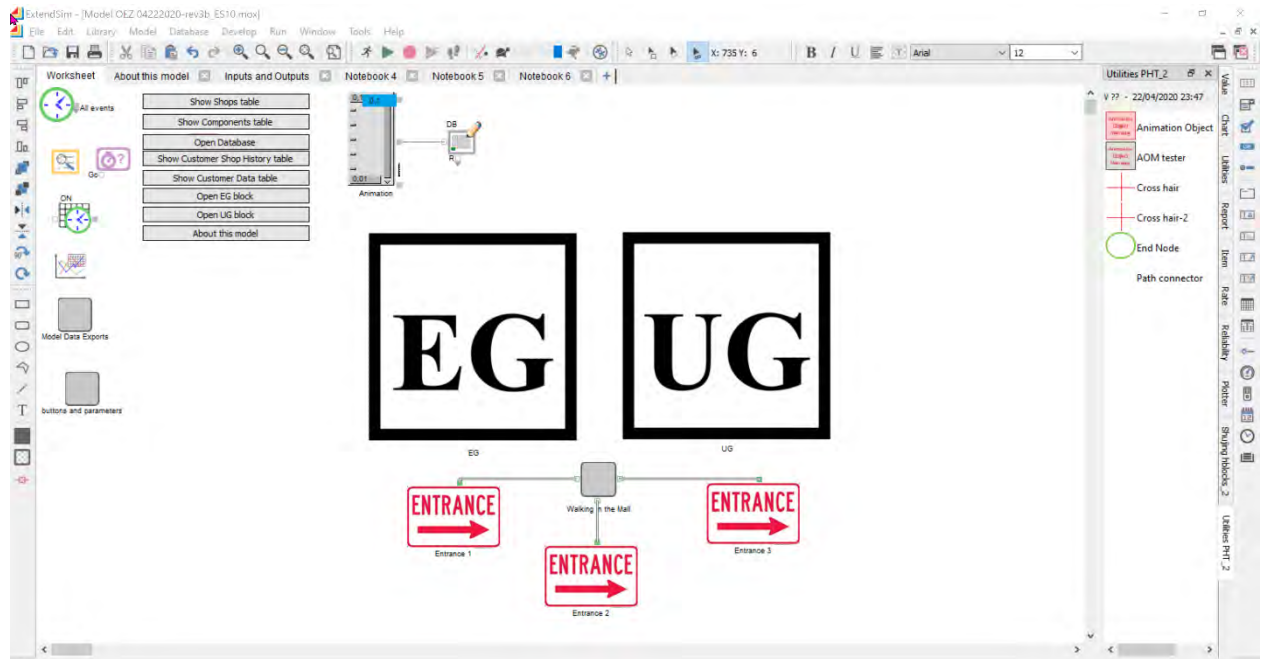 ExtendSim - [Model OEZ 04222020-rev3b_ES10.mox]
File Edit Library Model Database Develop Run Window Tools Help
X: 735 Y: 6 B I U Arial 12
Worksheet About this model Inputs and Outputs Notebook 4 Notebook 5 Notebook 6 +
Utilities PHT_2
V ?? - 22/04/2020 23:47
All events
Go
ON
Model Data Exports
buttons and parameters
Show Shops table
Show Components table
Open Database
Show Customer Shop History table
Show Customer Data table
Open EG block
Open UG block
About this model
0.1
0.01
Animation
DB
R
EG
EG
UG
UG
Walking in the Mall
ENTRANCE
Entrance 1
ENTRANCE
Entrance 2
ENTRANCE
Entrance 3
Animation Object
AOM tester
Cross hair
Cross hair-2
End Node
Path connector
Value
Chart
Utilities
Report
Item
Rate
Reliability
Plotter
Shujing hblocks_2
Utilities PHT_2